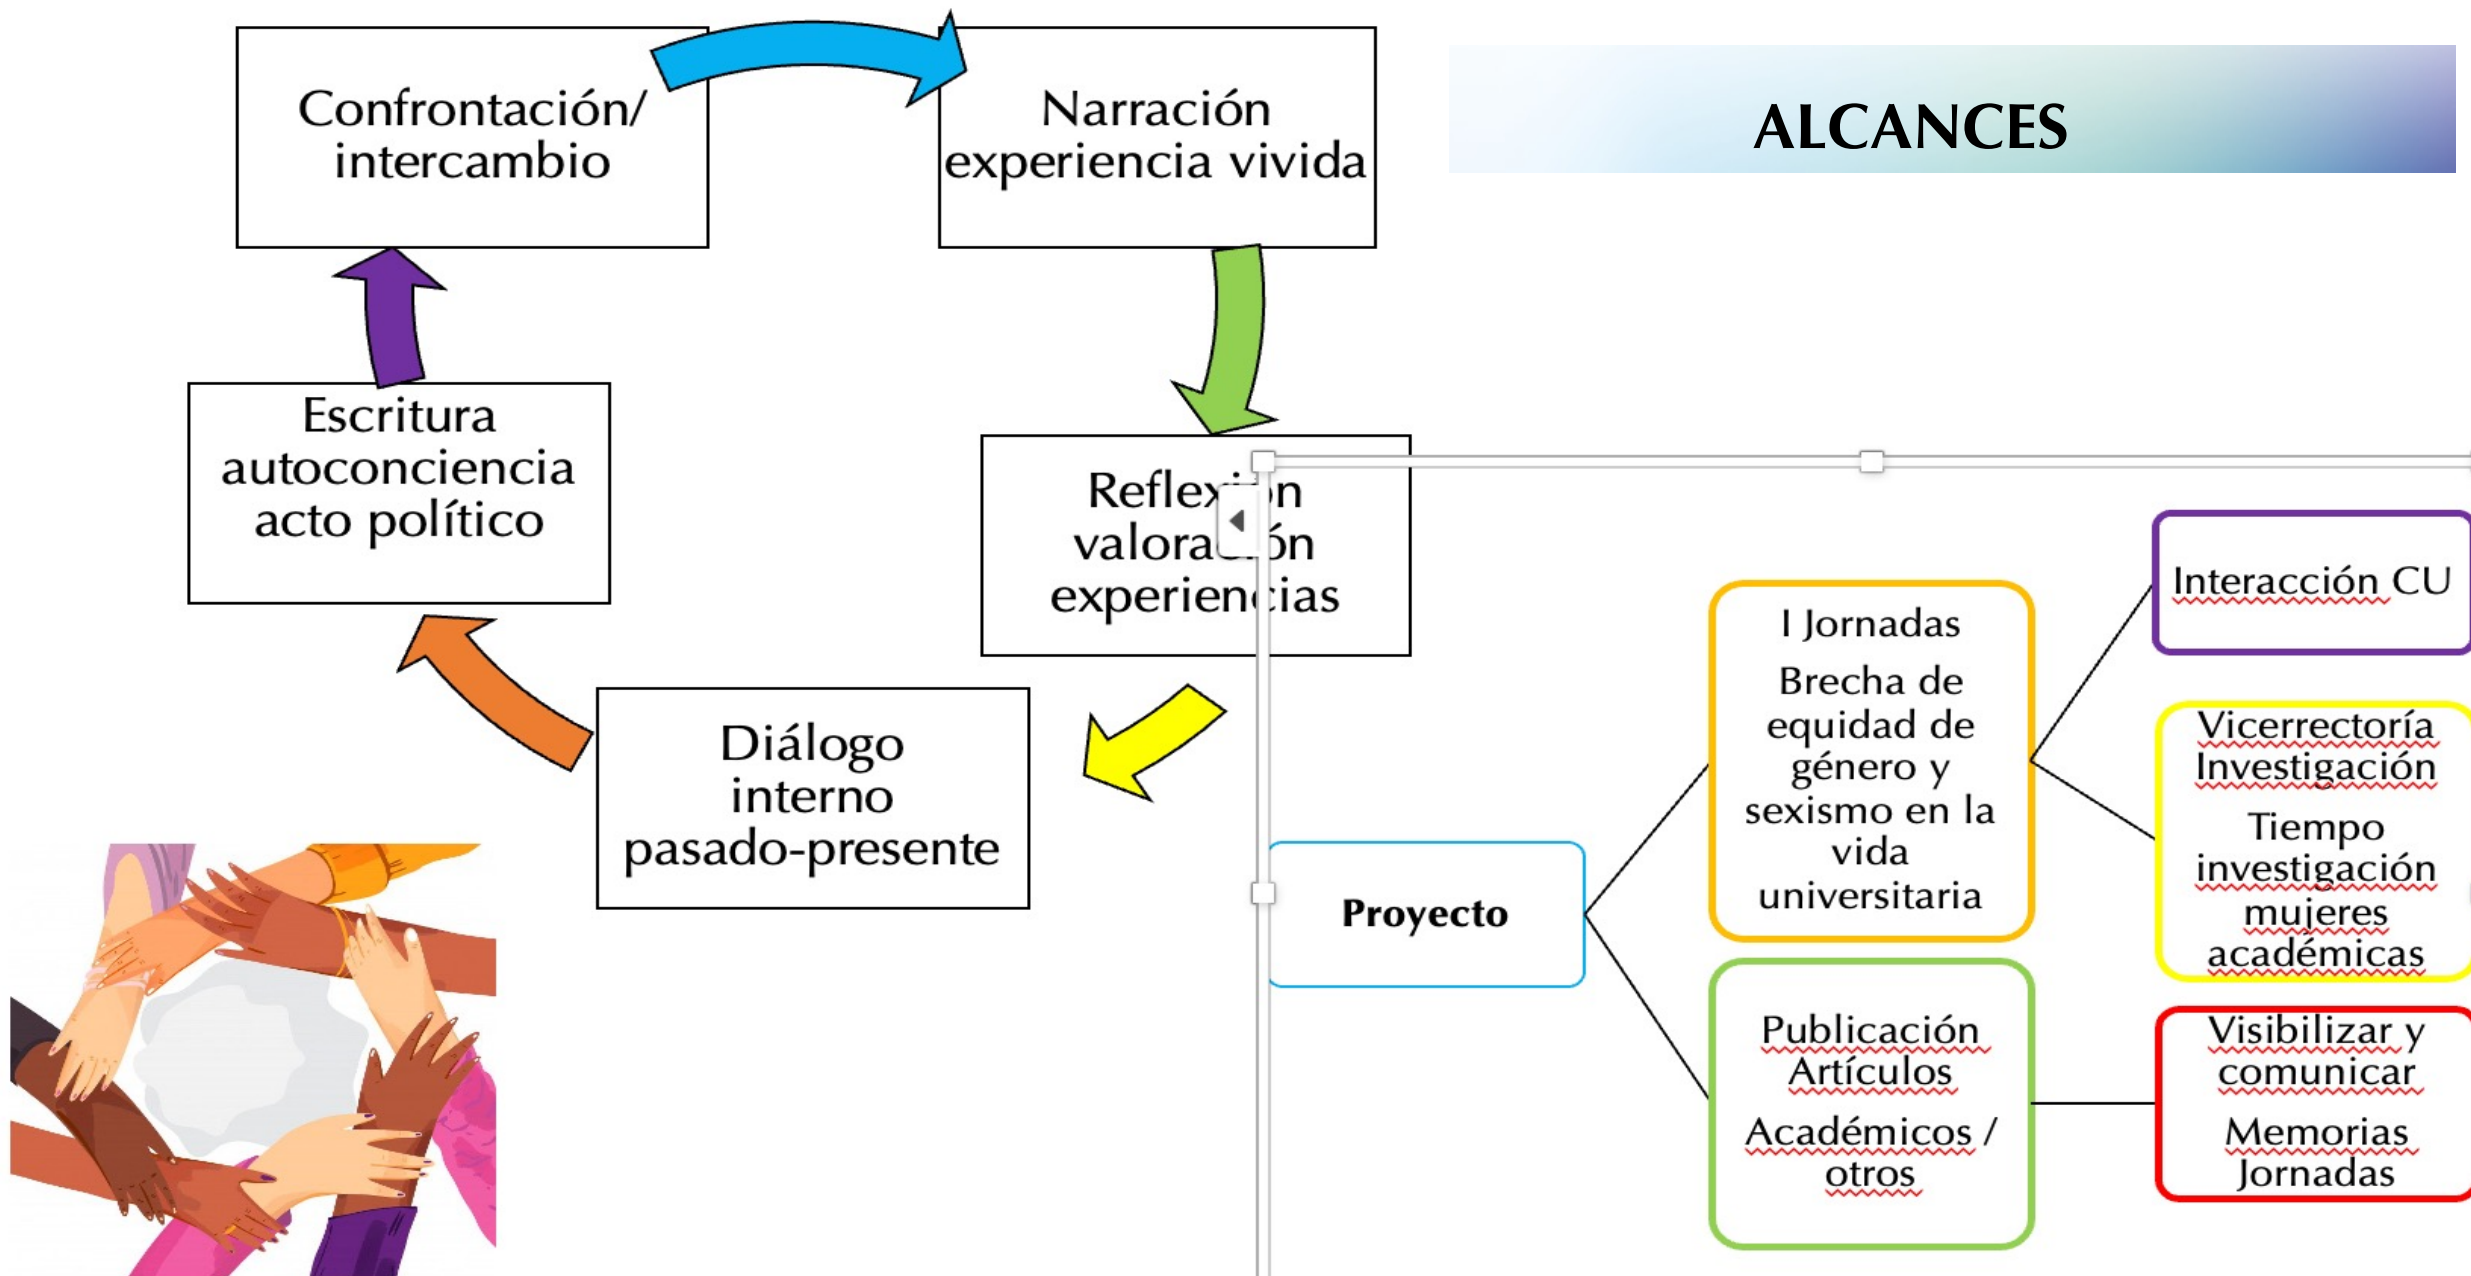 Confrontación/
intercambio
Narración
experiencia vivida
ALCANCES
Escritura
autoconciencia
acto político
Reflexión
valoración
experiencias
Diálogo
interno
pasado-presente
Proyecto
I Jornadas
Brecha de
equidad de
género y
sexismo en la
vida
universitaria
Publicación
Artículos
Académicos /
otros
Interacción CU
Vicerrectoría
Investigación
Tiempo
investigación
mujeres
académicas
Visibilizar y
comunicar
Memorias
Jornadas